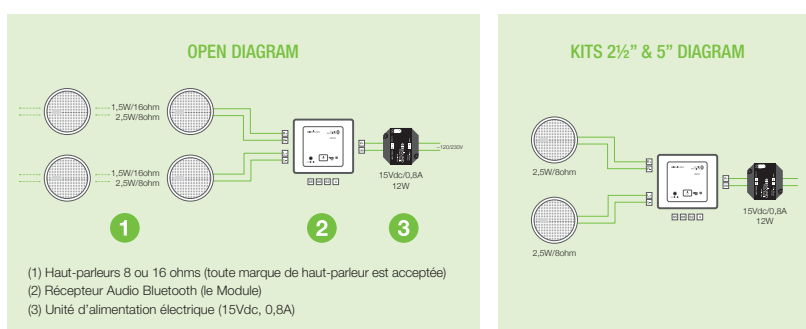 OPEN DIAGRAM
1,5W/16ohm
2,5W/8ohm
1,5W/16ohm
2,5W/8ohm
~120/230V
15Vdc/0,8A
12W
1
2
3
(1) Haut-parleurs 8 ou 16 ohms (toute marque de haut-parleur est acceptée)
(2) Récepteur Audio Bluetooth (le Module)
(3) Unité d’alimentation électrique (15Vdc, 0,8A)
KITS 2½” & 5” DIAGRAM
2,5W/8ohm
2,5W/8ohm
15Vdc/0,8A
12W